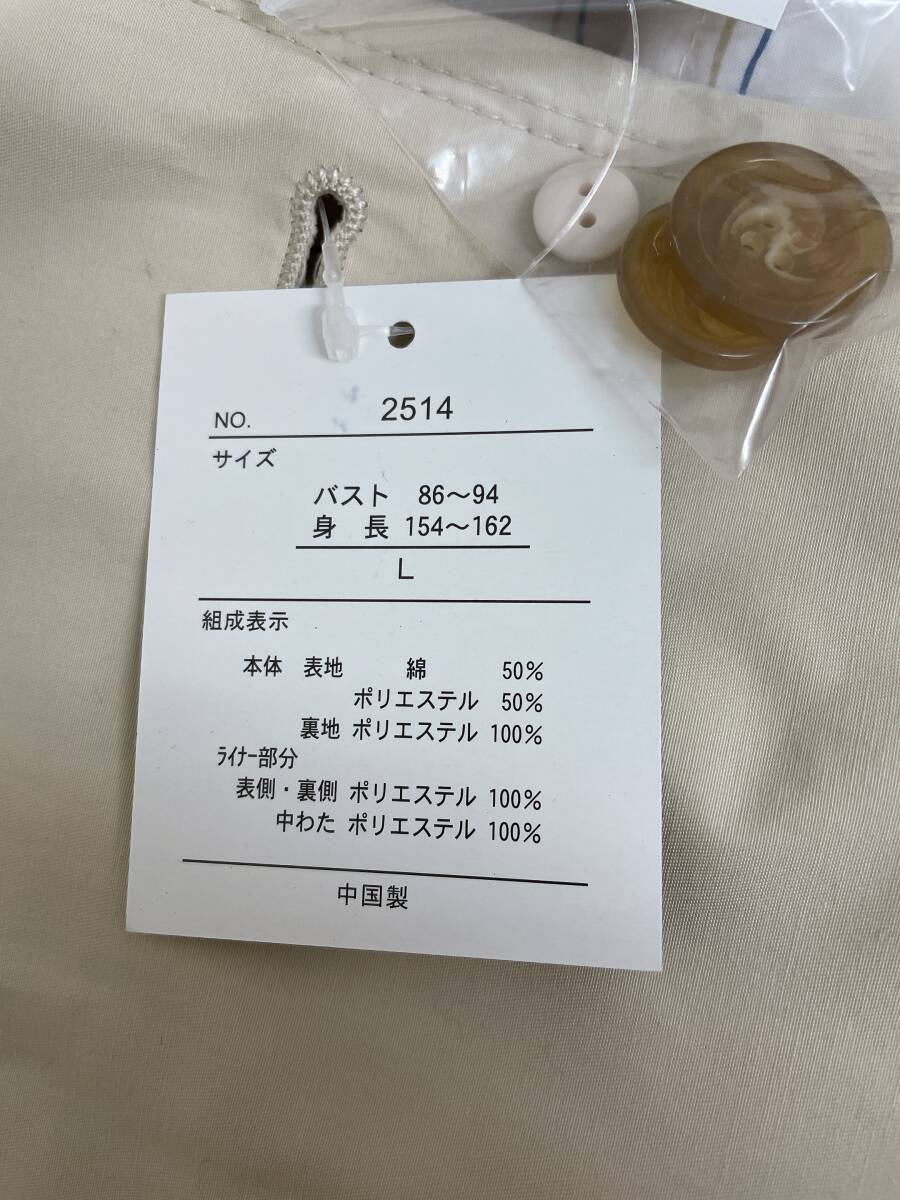 NO. 2514
サイズ
バスト 86〜94
身 長 154〜162
L
組成表示
本体 表地 綿 50%
ポリエステル 50%
裏地 ポリエステル 100%
ﾗｲﾅｰ部分
表側・裏側 ポリエステル 100%
中わた ポリエステル 100%
中国製